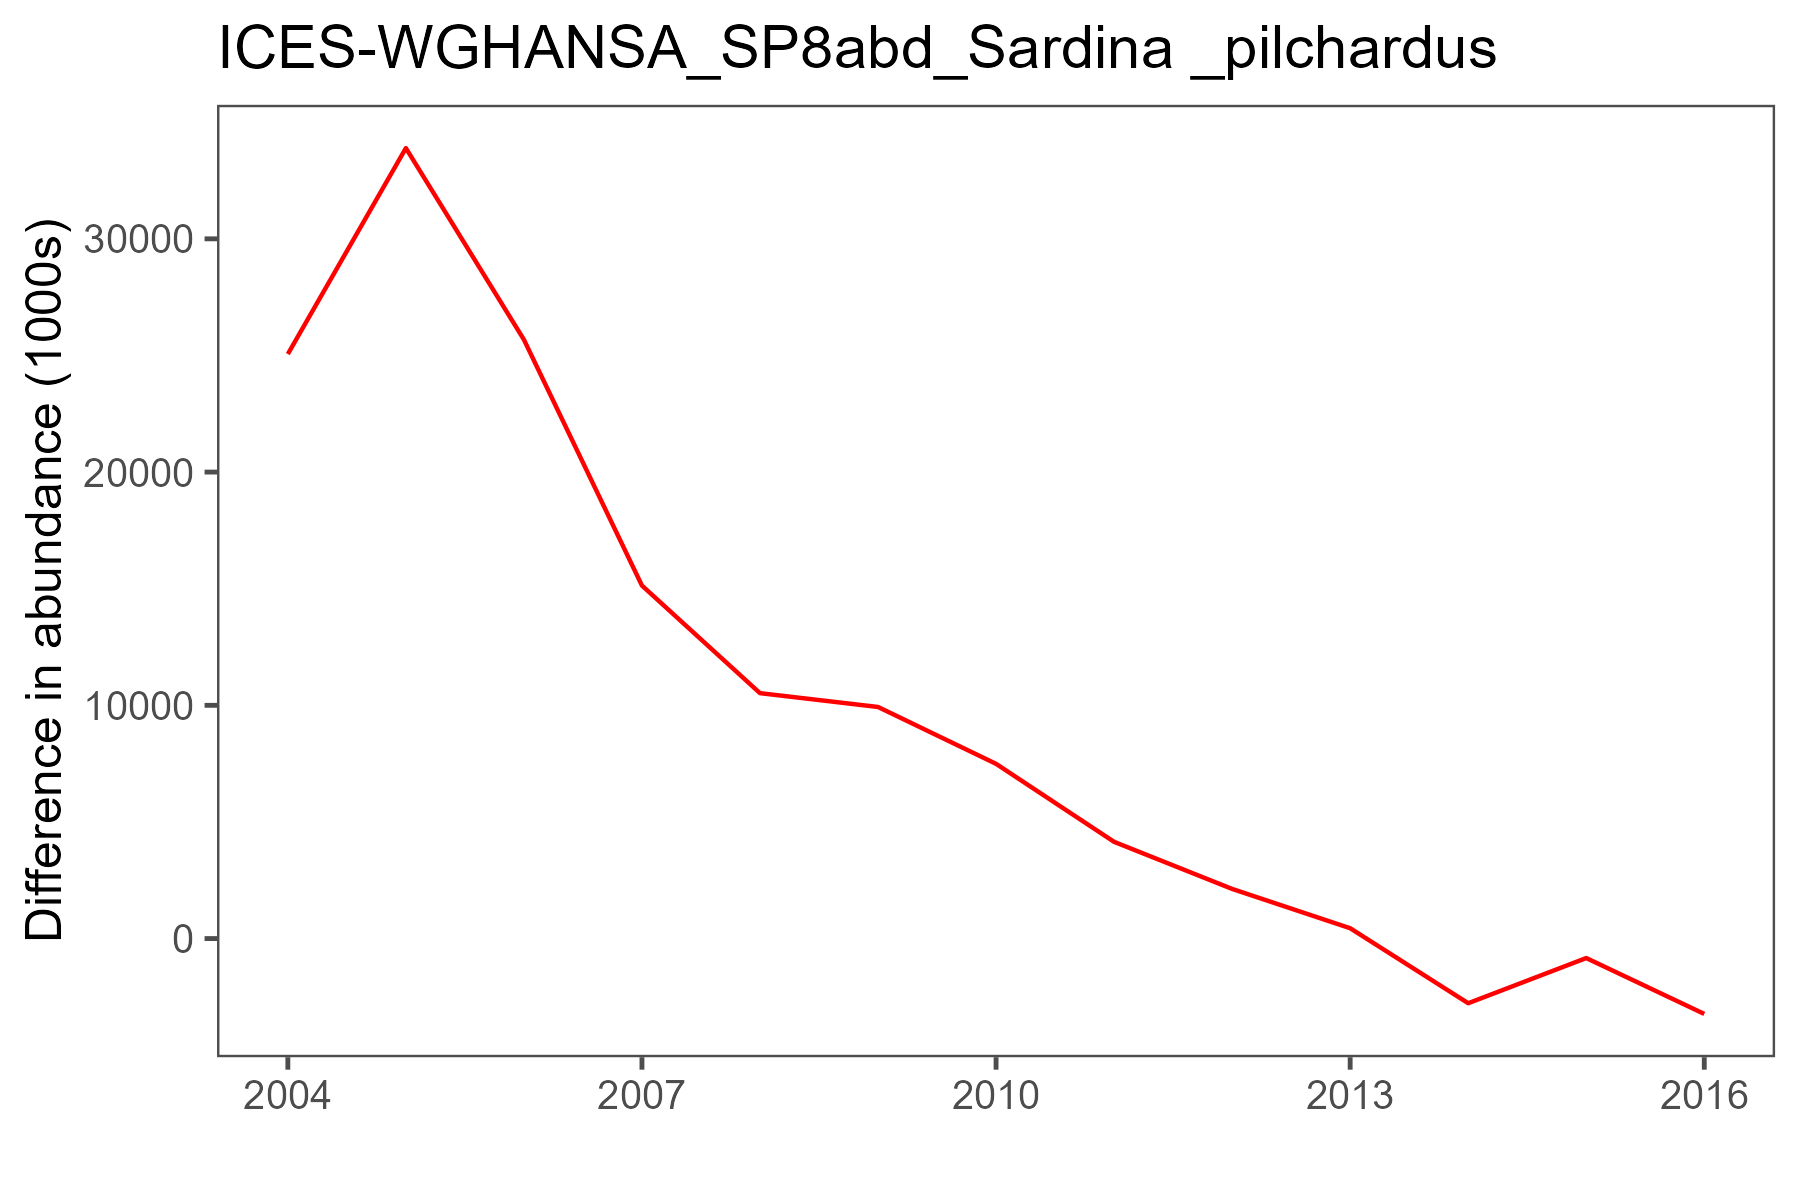 ICES-WGHANSA_SP8abd_Sardina _pilchardus
Difference in abundance (1000s)
30000
20000
10000
0
2004 2007 2010 2013 2016